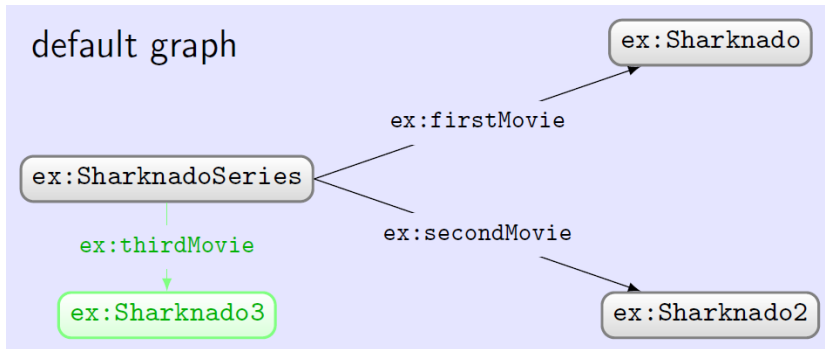 default graph
ex:Sharknado
ex:firstMovie
ex:SharknadoSeries
ex:secondMovie
ex:thirdMovie
ex:Sharknado3
ex:Sharknado2